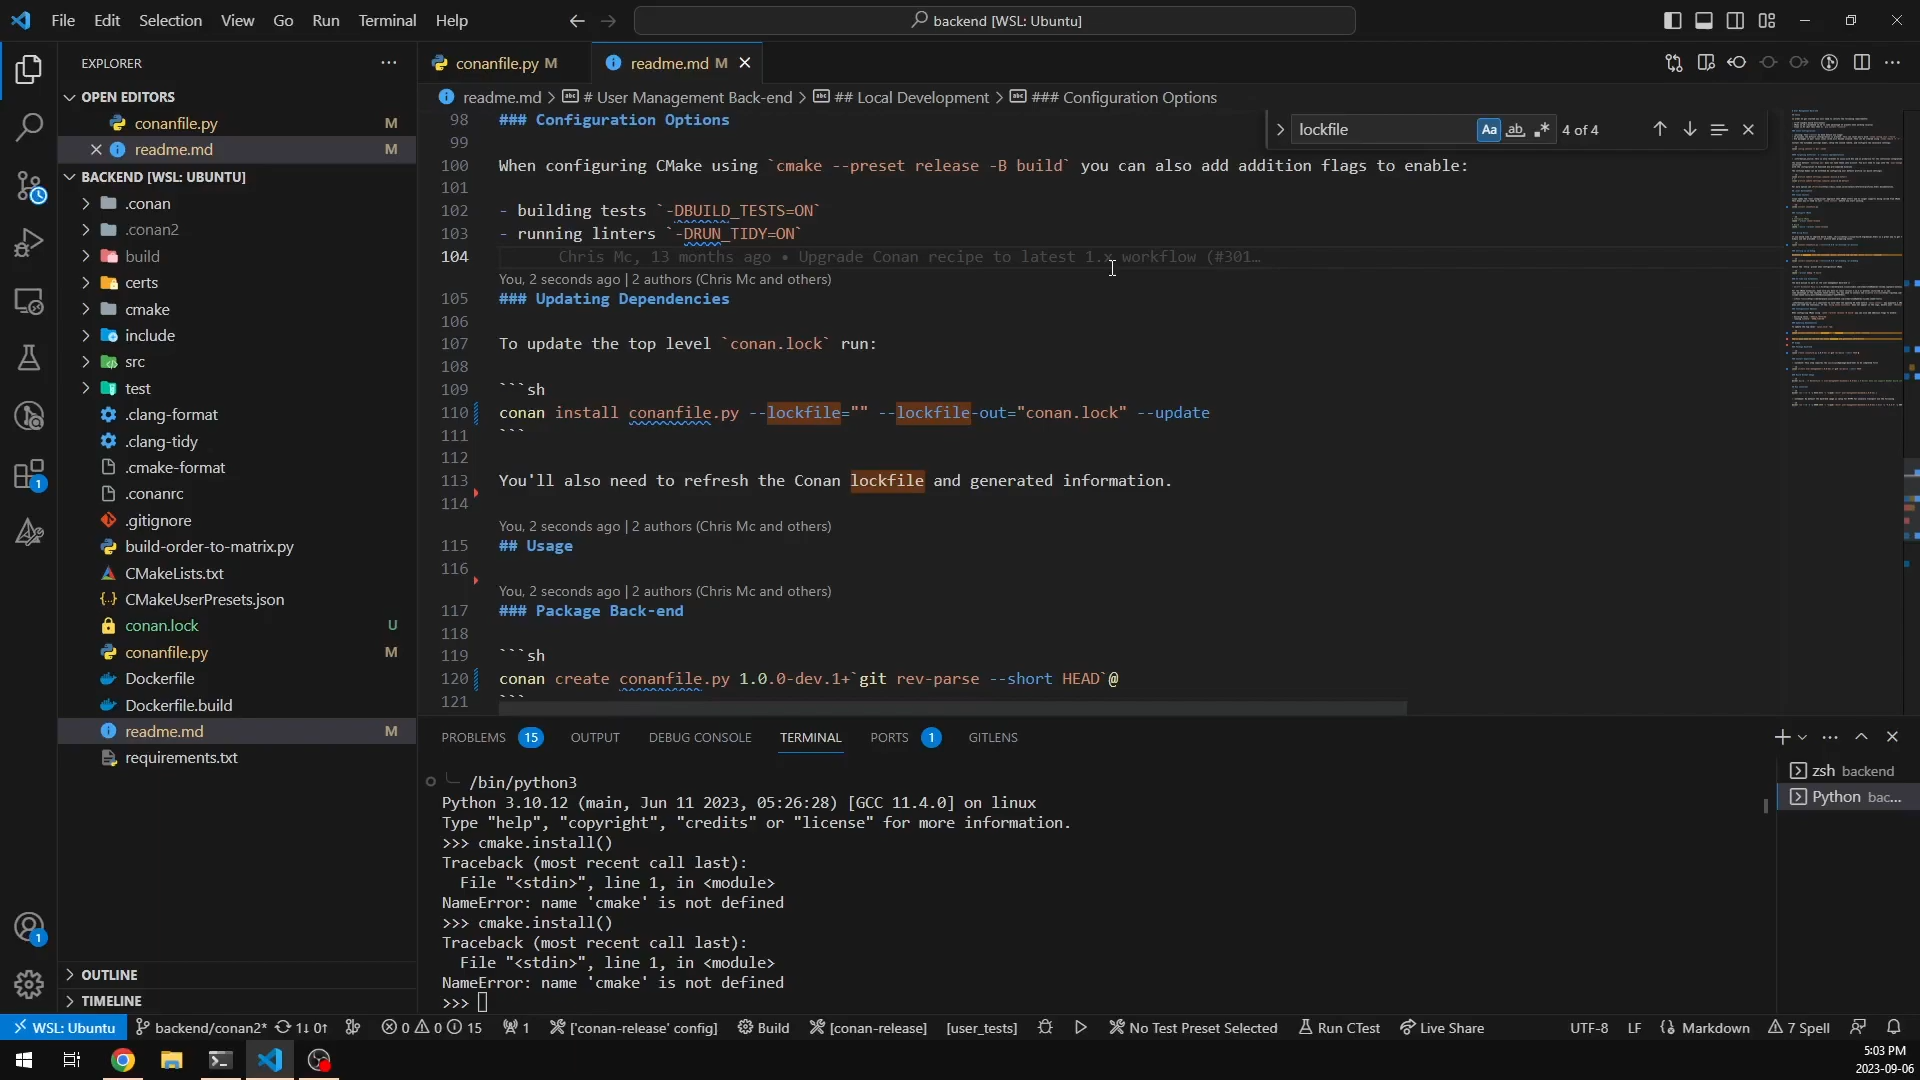 File Edit Selection View Go Run Terminal Help
backend [WSL: Ubuntu]
EXPLORER
OPEN EDITORS
conanfile.py M
readme.md M
BACKEND [WSL: UBUNTU]
.conan
.conan2
build
certs
cmake
include
src
test
.clang-format
.clang-tidy
.cmake-format
.conanrc
.gitignore
build-order-to-matrix.py
CMakeLists.txt
CMakeUserPresets.json
conan.lock U
conanfile.py M
Dockerfile
Dockerfile.build
readme.md M
requirements.txt
OUTLINE
TIMELINE
1
1
conanfile.py M
readme.md M
readme.md > # User Management Back-end > ## Local Development > ### Configuration Options
lockfile Aa ab 4 of 4
98 ### Configuration Options
99
100 When configuring CMake using `cmake --preset release -B build` you can also add addition flags to enable:
101
102 - building tests `-DBUILD_TESTS=ON`
103 - running linters `-DRUN_TIDY=ON`
104 Chris Mc, 13 months ago • Upgrade Conan recipe to latest 1.x workflow (#301…
You, 2 seconds ago | 2 authors (Chris Mc and others)
105 ### Updating Dependencies
106
107 To update the top level `conan.lock` run:
108
109 ```sh
110 conan install conanfile.py --lockfile="" --lockfile-out="conan.lock" --update
111 ```
112
113 You'll also need to refresh the Conan lockfile and generated information.
114
You, 2 seconds ago | 2 authors (Chris Mc and others)
115 ## Usage
116
You, 2 seconds ago | 2 authors (Chris Mc and others)
117 ### Package Back-end
118
119 ```sh
120 conan create conanfile.py 1.0.0-dev.1+`git rev-parse --short HEAD`@
121 ```
PROBLEMS 15 OUTPUT DEBUG CONSOLE TERMINAL PORTS 1 GITLENS
/bin/python3
Python 3.10.12 (main, Jun 11 2023, 05:26:28) [GCC 11.4.0] on linux
Type "help", "copyright", "credits" or "license" for more information.
>>> cmake.install()
Traceback (most recent call last):
File "<stdin>", line 1, in <module>
NameError: name 'cmake' is not defined
>>> cmake.install()
Traceback (most recent call last):
File "<stdin>", line 1, in <module>
NameError: name 'cmake' is not defined
>>>
zsh backend
Python bac...
WSL: Ubuntu backend/conan2* 1↓ 0↑ 0 0 15 1 ['conan-release' config] Build [conan-release] [user_tests] No Test Preset Selected Run CTest Live Share UTF-8 LF Markdown 7 Spell
5:03 PM
2023-09-06